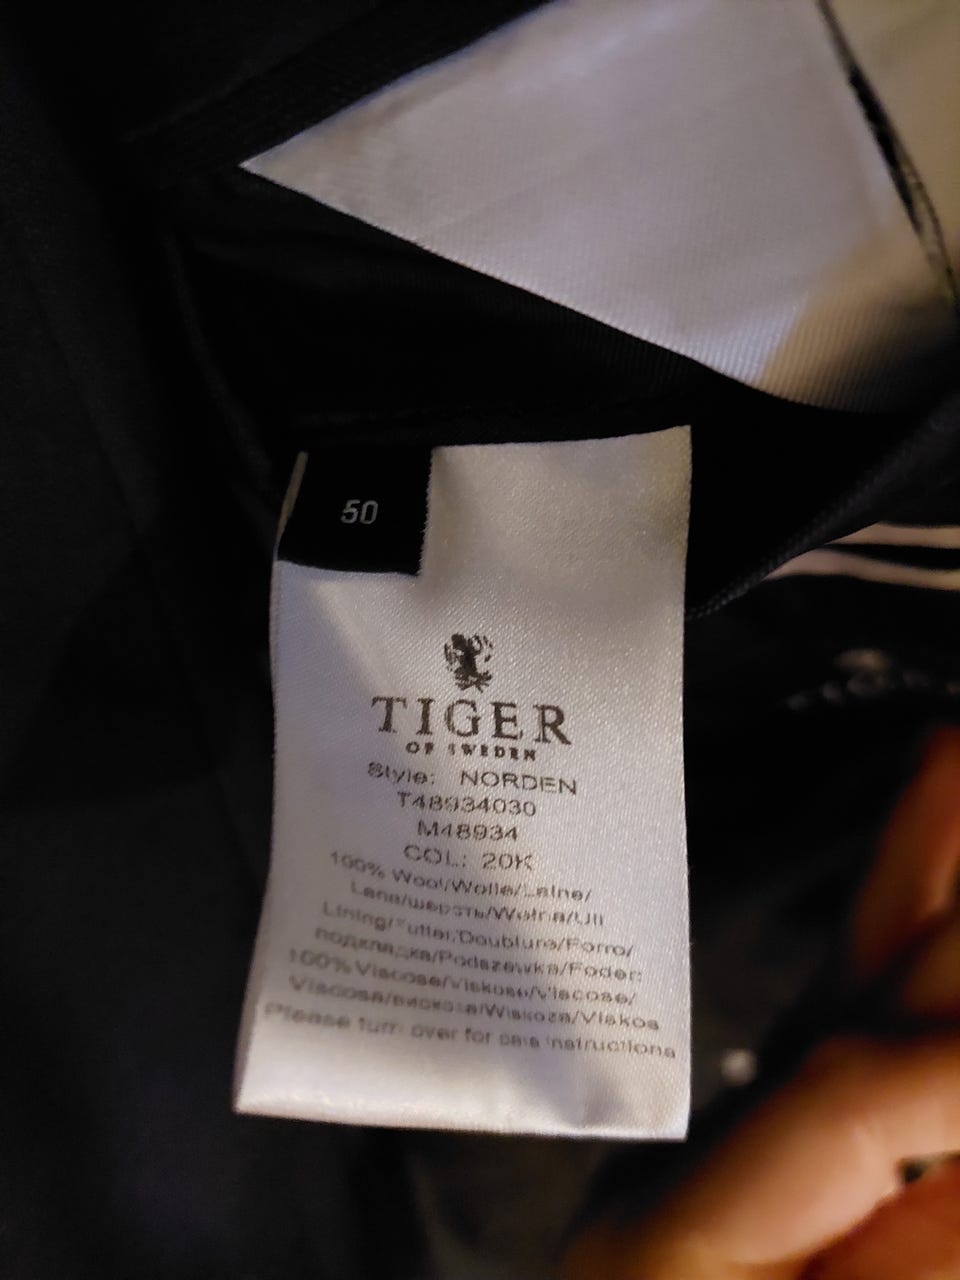 50
TIGER
OF SWEDEN
Style: NORDEN
T48934030
M48934
COL: 20K
100% Wool/Wolle/Laine/
Lana/шерсть/Wełna/Ull
Lining/Futter/Doublure/Forro/
подкладка/Podszewka/Foder:
100% Viscose/Viskose/Viscose/
Viscosa/вискоза/Wiskoza/Viskos
Please turn over for care instructions